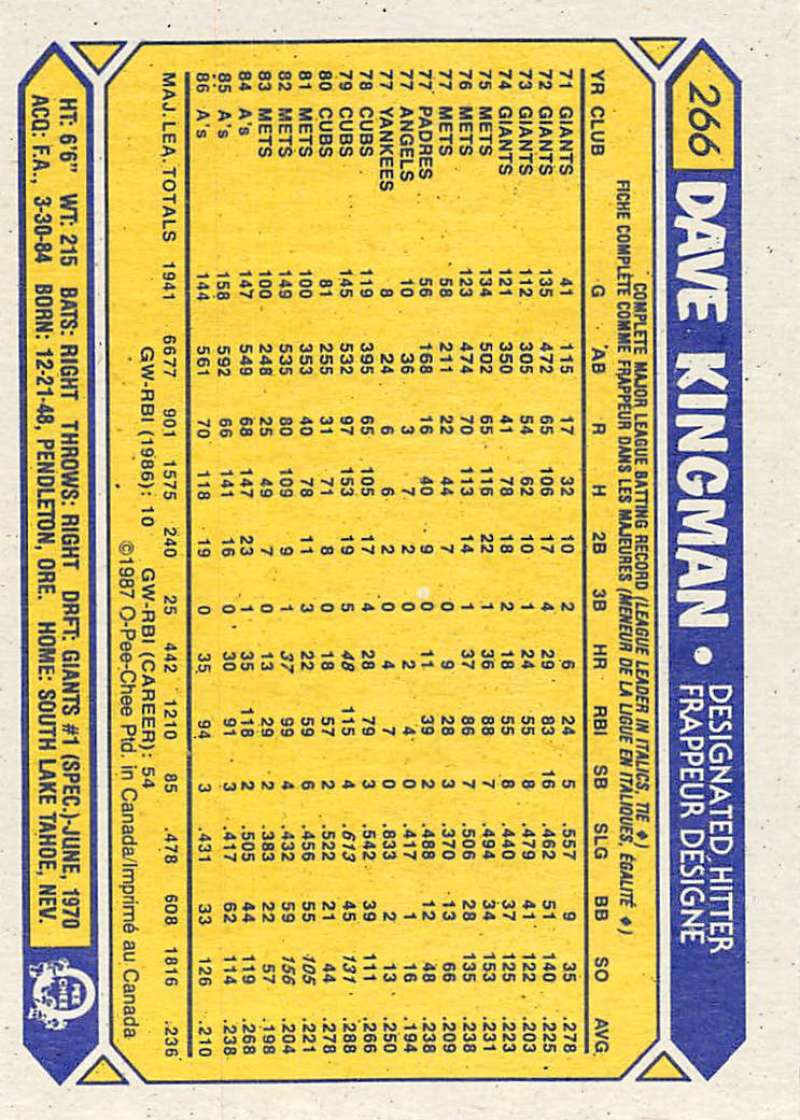 266 DAVE KINGMAN • DESIGNATED HITTER
FRAPPEUR DÉSIGNÉ
COMPLETE MAJOR LEAGUE BATTING RECORD (LEAGUE LEADER IN ITALICS, TIE ♦)
FICHE COMPLÈTE COMME FRAPPEUR DANS LES MAJEURES (MENEUR DE LA LIGUE EN ITALIQUES, ÉGALITÉ ♦)
YR CLUB G AB R H 2B 3B HR RBI SB SLG BB SO AVG
71 GIANTS 41 115 17 32 10 2 6 24 5 .557 9 35 .278
72 GIANTS 135 472 65 106 17 4 29 83 16 .462 51 140 .225
73 GIANTS 112 305 54 62 10 1 24 55 8 .479 41 122 .203
74 GIANTS 121 350 41 78 18 2 18 55 8 .440 37 125 .223
75 METS 134 502 65 116 22 1 36 88 7 .494 34 153 .231
76 METS 123 474 70 113 14 1 37 86 7 .506 28 135 .238
77 METS 58 211 22 44 7 0 9 28 3 .370 13 66 .209
77 PADRES 56 168 16 40 9 0 11 39 2 .488 12 48 .238
77 ANGELS 10 36 3 7 2 0 2 4 0 .417 1 16 .194
77 YANKEES 8 24 6 6 2 0 4 7 0 .833 2 13 .250
78 CUBS 119 395 65 105 17 4 28 79 3 .542 39 111 .266
79 CUBS 145 532 97 153 19 5 48 115 4 .613 45 131 .288
80 CUBS 81 255 31 71 8 0 18 57 2 .522 21 44 .278
81 METS 100 353 40 78 11 3 22 59 6 .456 55 105 .221
82 METS 149 535 80 109 9 1 37 99 4 .432 59 156 .204
83 METS 100 248 25 49 7 0 13 29 2 .383 22 57 .198
84 A's 147 549 68 147 23 1 35 118 2 .505 44 119 .268
85 A's 158 592 66 141 16 0 30 91 3 .417 62 114 .238
86 A's 144 561 70 118 19 0 35 94 3 .431 33 126 .210
MAJ. LEA. TOTALS 1941 6677 901 1575 240 25 442 1210 85 .478 608 1816 .236
GW-RBI (1986): 10 GW-RBI (CAREER): 54
©1987 O-Pee-Chee Ptd. in Canada/Imprimé au Canada
HT: 6'6" WT: 215 BATS: RIGHT THROWS: RIGHT DRFT: GIANTS #1 (SPEC.)-JUNE, 1970
ACQ: F.A., 3-30-84 BORN: 12-21-48, PENDLETON, ORE. HOME: SOUTH LAKE TAHOE, NEV.
O PEE CHEE